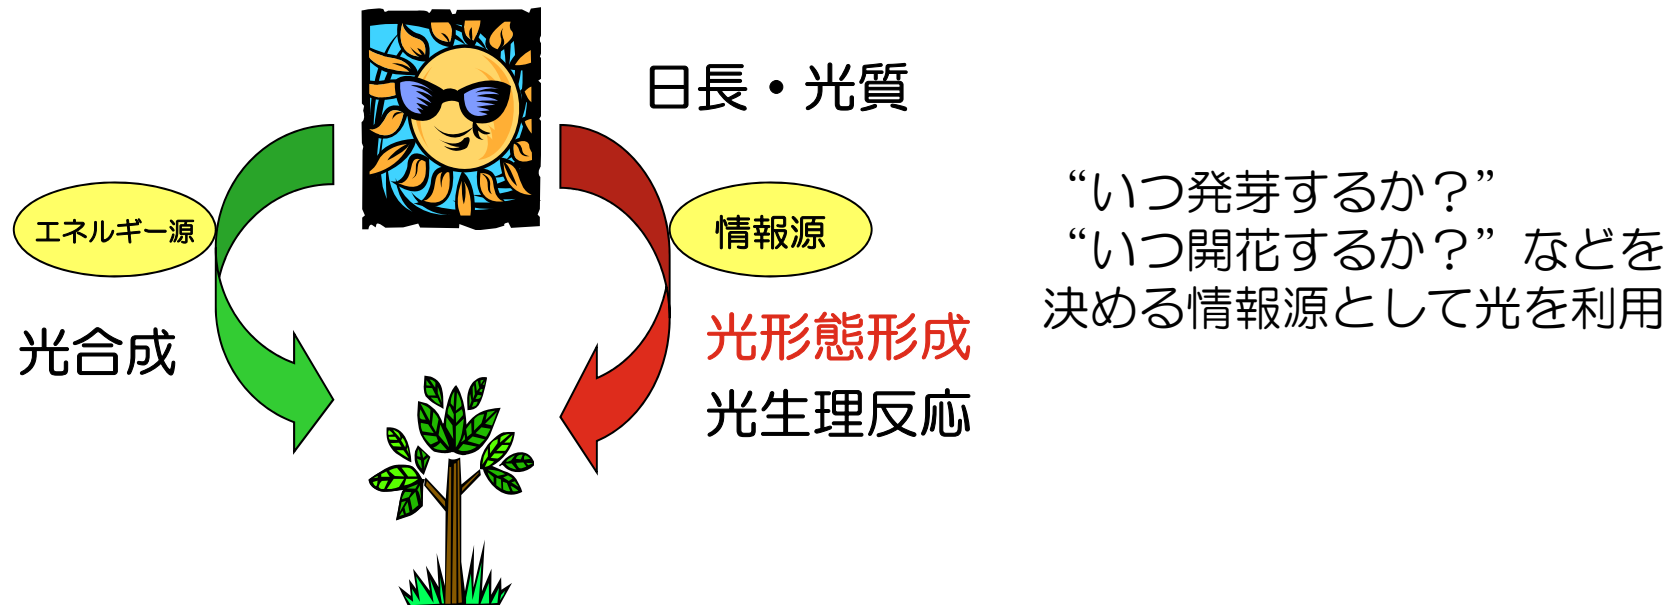 日長・光質
エネルギー源
情報源
光合成
光形態形成
光生理反応
“いつ発芽するか？”
“いつ開花するか？”などを
決める情報源として光を利用